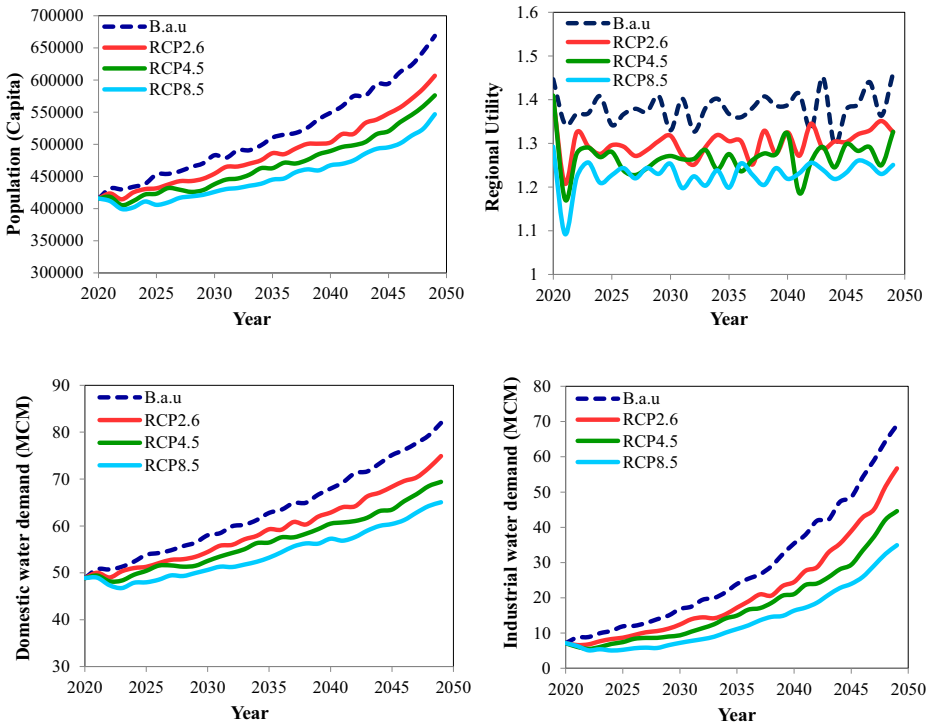 Population (Capita)
700000
650000
600000
550000
500000
450000
400000
350000
300000
B.a.u
RCP2.6
RCP4.5
RCP8.5
2020 2025 2030 2035 2040 2045 2050
Year
Regional Utility
1.6
1.5
1.4
1.3
1.2
1.1
1
B.a.u
RCP2.6
RCP4.5
RCP8.5
2020 2025 2030 2035 2040 2045 2050
Year
Domestic water demand (MCM)
90
80
70
60
50
40
30
B.a.u
RCP2.6
RCP4.5
RCP8.5
2020 2025 2030 2035 2040 2045 2050
Year
Industrial water demand (MCM)
80
70
60
50
40
30
20
10
0
B.a.u
RCP2.6
RCP4.5
RCP8.5
2020 2025 2030 2035 2040 2045 2050
Year